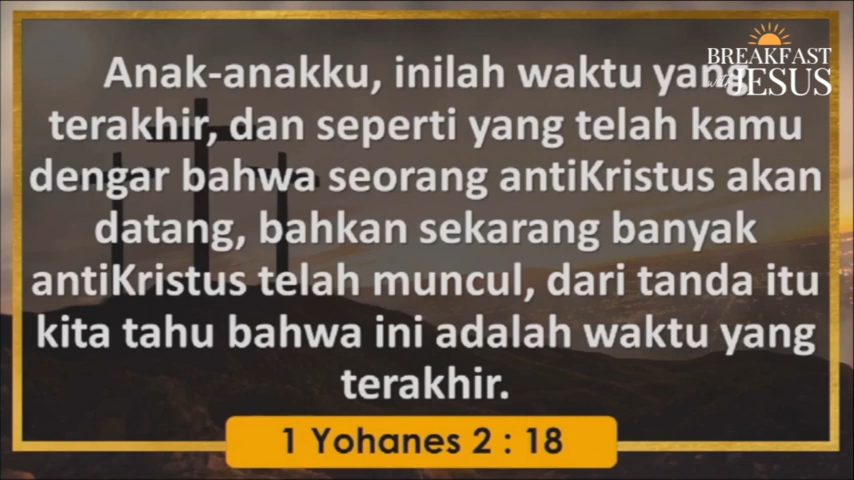 BREAKFAST
with JESUS
Anak-anakku, inilah waktu yang
terakhir, dan seperti yang telah kamu
dengar bahwa seorang antiKristus akan
datang, bahkan sekarang banyak
antiKristus telah muncul, dari tanda itu
kita tahu bahwa ini adalah waktu yang
terakhir.
1 Yohanes 2 : 18